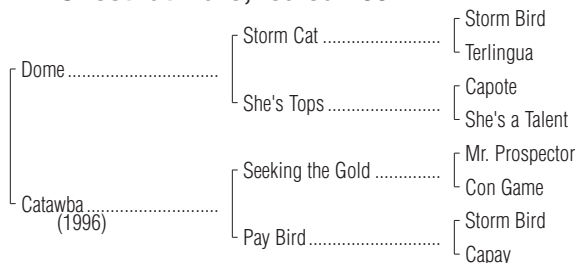 Storm Bird
Storm Cat ........................
Terlingua
Dome ...............................
Capote
She's Tops .......................
She's a Talent
Mr. Prospector
Seeking the Gold ..............
Con Game
Catawba ...........................
(1996)
Storm Bird
Pay Bird ...........................
Capay